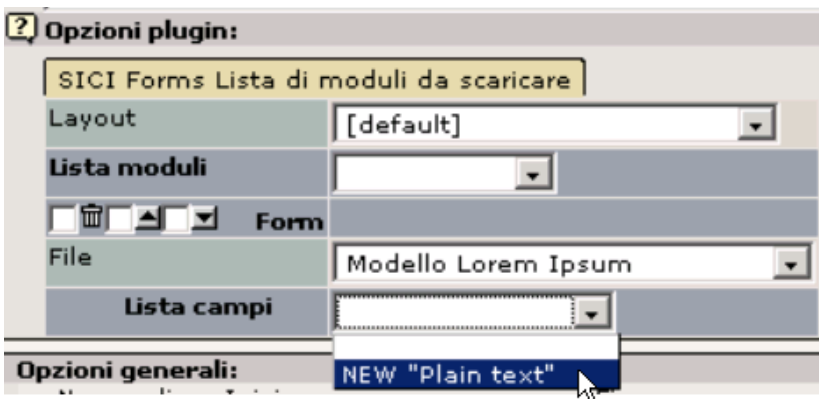 Opzioni plugin:
SICI Forms Lista di moduli da scaricare
Layout [default]
Lista moduli
Form
File Modello Lorem Ipsum
Lista campi
NEW "Plain text"
Opzioni generali: